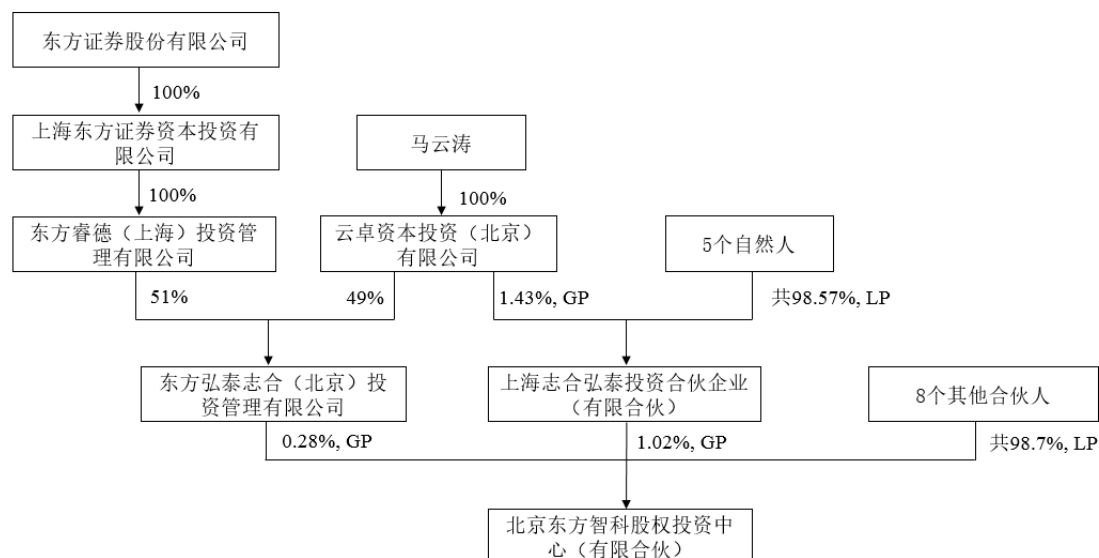 东方证券股份有限公司
100%
上海东方证券资本投资有
限公司
马云涛
100%
100%
东方睿德（上海）投资管
理有限公司
云卓资本投资（北京）
有限公司
5个自然人
51%
49%
1.43%, GP
共98.57%, LP
东方弘泰志合（北京）投
资管理有限公司
上海志合弘泰投资合伙企业
（有限合伙）
8个其他合伙人
0.28%, GP
1.02%, GP
共98.7%, LP
北京东方智科股权投资中
心（有限合伙）